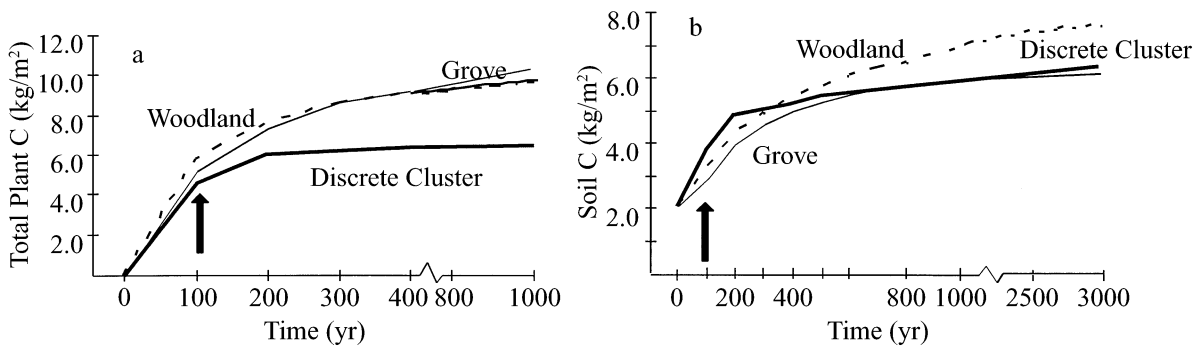 a
Total Plant C (kg/m²)
12.0
10.0
8.0
6.0
4.0
2.0
Grove
Woodland
Discrete Cluster
0 100 200 300 400 800 1000
Time (yr)
b
Soil C (kg/m²)
8.0
6.0
4.0
2.0
0
Woodland
Discrete Cluster
Grove
0 200 400 800 1000 2500 3000
Time (yr)